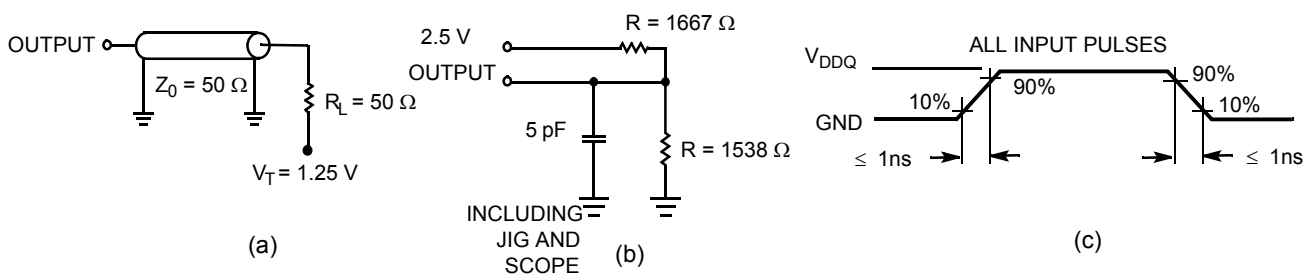 OUTPUT
Z0 = 50 Ω
RL = 50 Ω
VT = 1.25 V
(a)
R = 1667 Ω
2.5 V
OUTPUT
5 pF
R = 1538 Ω
INCLUDING
JIG AND
SCOPE
(b)
ALL INPUT PULSES
VDDQ
GND
10%
90%
90%
10%
≤ 1ns
≤ 1ns
(c)